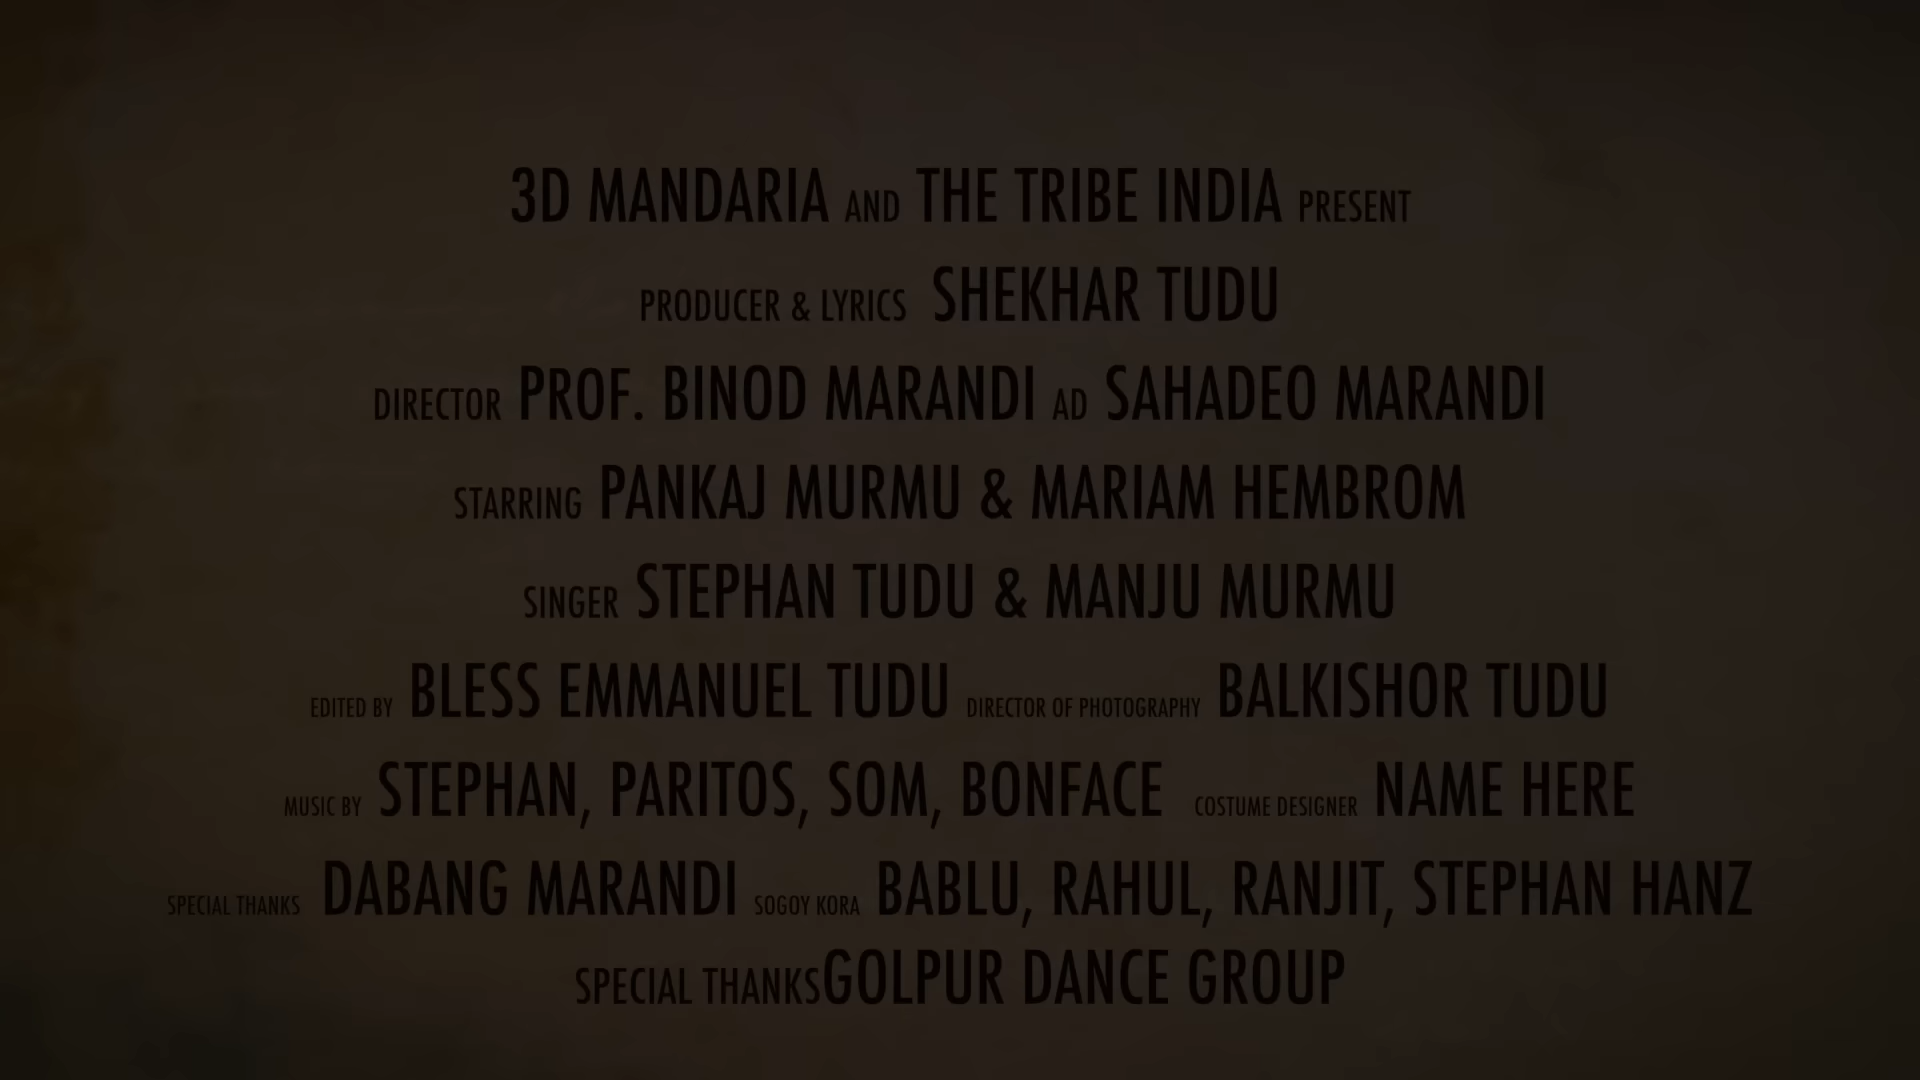 3D MANDARIA AND THE TRIBE INDIA PRESENT
PRODUCER & LYRICS SHEKHAR TUDU
DIRECTOR PROF. BINOD MARANDI AD SAHADEO MARANDI
STARRING PANKAJ MURMU & MARIAM HEMBROM
SINGER STEPHAN TUDU & MANJU MURMU
EDITED BY BLESS EMMANUEL TUDU DIRECTOR OF PHOTOGRAPHY BALKISHOR TUDU
MUSIC BY STEPHAN, PARITOS, SOM, BONFACE COSTUME DESIGNER NAME HERE
SPECIAL THANKS DABANG MARANDI SOGOY KORA BABLU, RAHUL, RANJIT, STEPHAN HANZ
SPECIAL THANKSGOLPUR DANCE GROUP